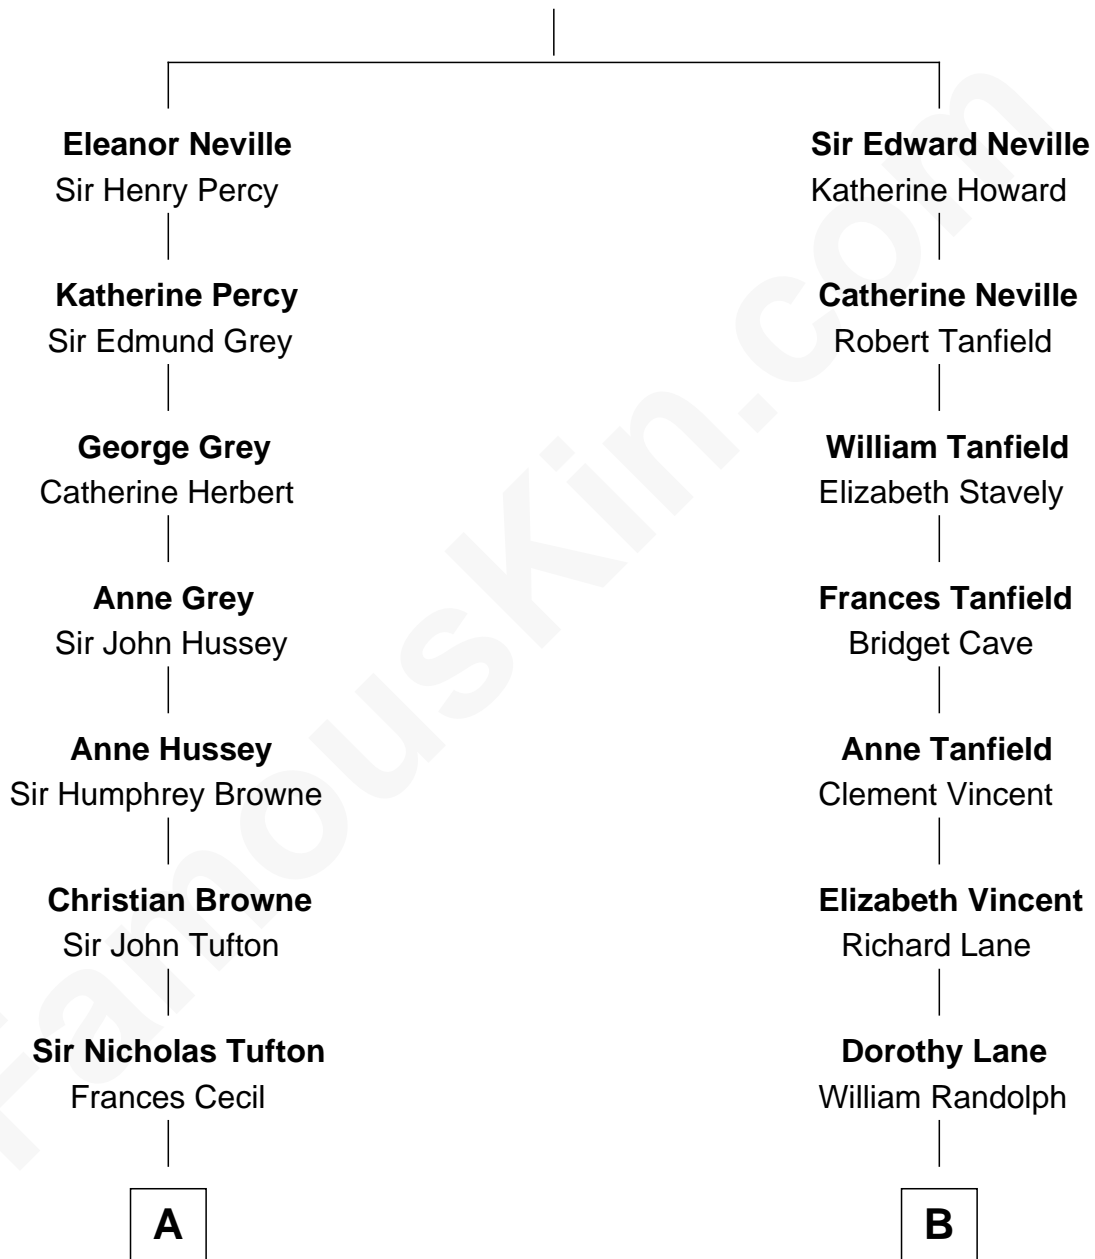 Eleanor Neville
Sir Henry Percy
Sir Edward Neville
Katherine Howard
Katherine Percy
Sir Edmund Grey
Catherine Neville
Robert Tanfield
George Grey
Catherine Herbert
William Tanfield
Elizabeth Stavely
Anne Grey
Sir John Hussey
Frances Tanfield
Bridget Cave
Anne Hussey
Sir Humphrey Browne
Anne Tanfield
Clement Vincent
Christian Browne
Sir John Tufton
Elizabeth Vincent
Richard Lane
Sir Nicholas Tufton
Frances Cecil
Dorothy Lane
William Randolph
A
B
FamousKin.com